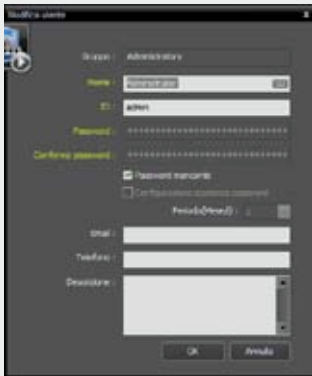 Modifica utente
Gruppo : Administrators
Nome : Administrator
ID : admin
Password : ****************
Conferma password : ****************
Password mancante
Configurazione scadenza password
Periodo(Mese/i) :
Email :
Telefono :
Descrizione :
OK Annulla